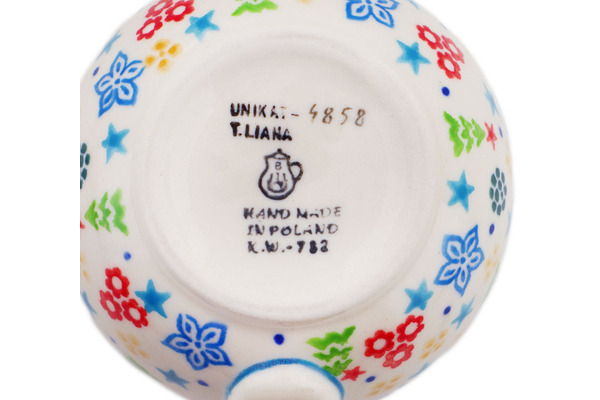 UNIKAT - 4858
T. LIANA
B
HAND MADE
IN POLAND
K.W. - 782